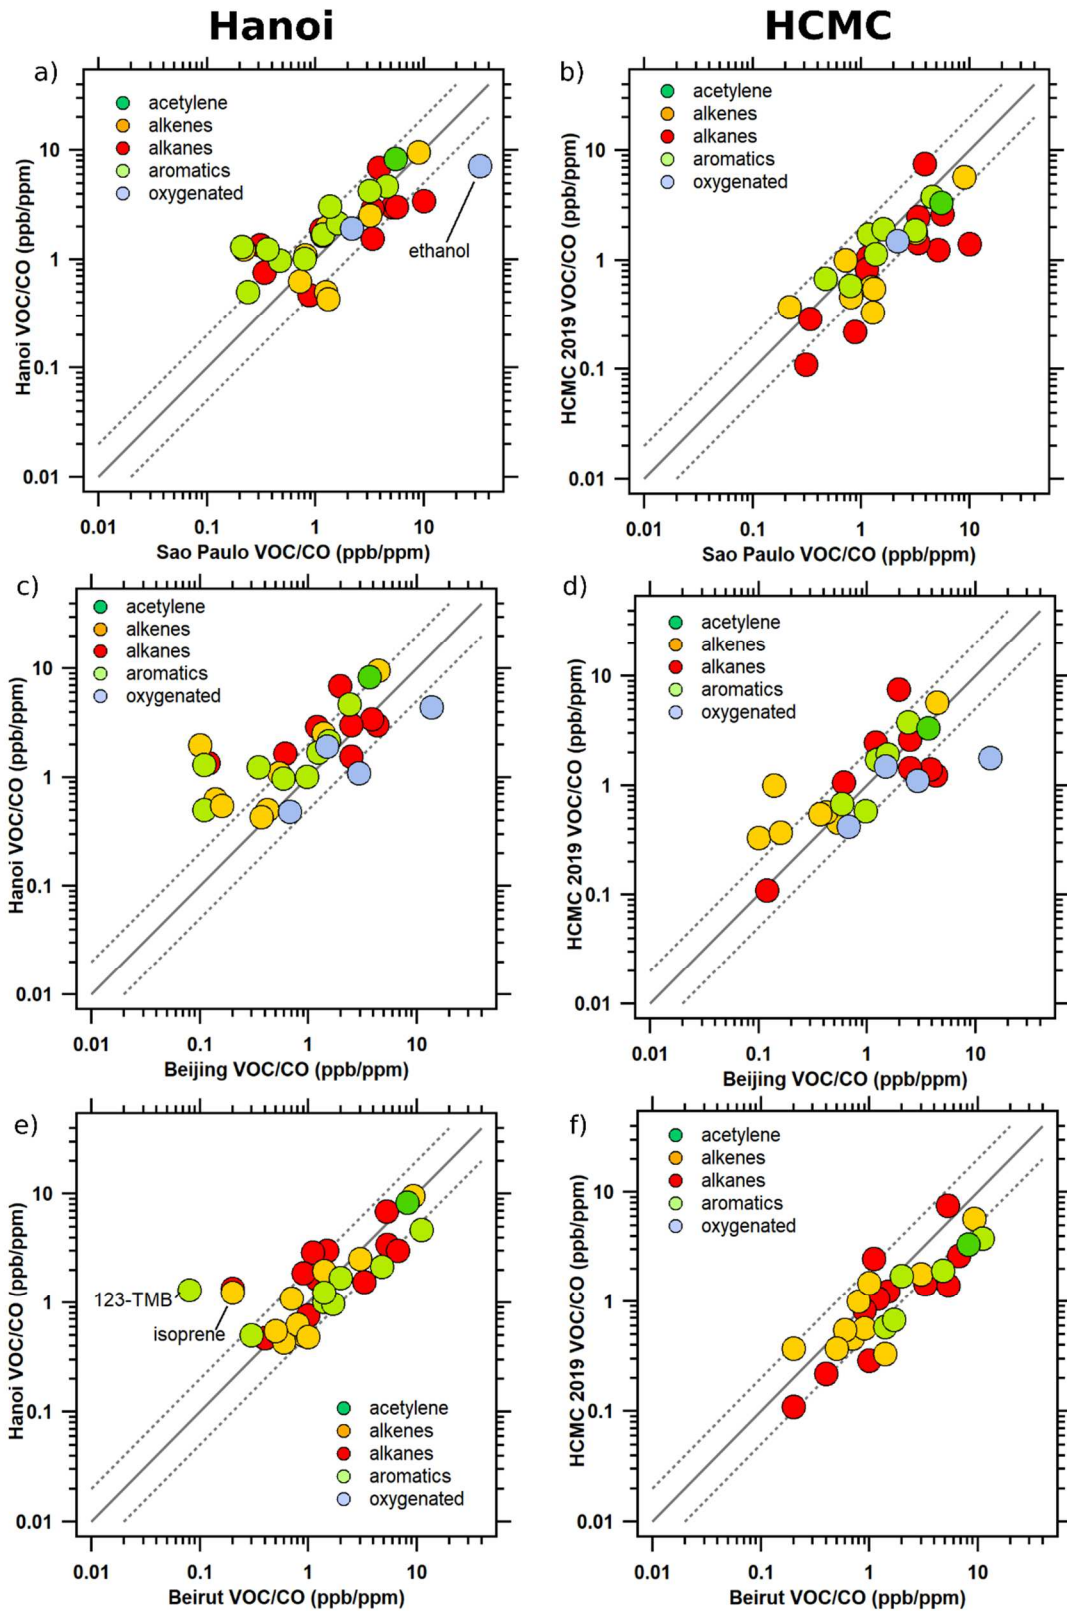 Hanoi
HCMC
a)
acetylene
alkenes
alkanes
aromatics
oxygenated
ethanol
10
1
0.1
0.01
Hanoi VOC/CO (ppb/ppm)
0.01 0.1 1 10
Sao Paulo VOC/CO (ppb/ppm)
b)
acetylene
alkenes
alkanes
aromatics
oxygenated
10
1
0.1
0.01
HCMC 2019 VOC/CO (ppb/ppm)
0.01 0.1 1 10
Sao Paulo VOC/CO (ppb/ppm)
c)
acetylene
alkenes
alkanes
aromatics
oxygenated
10
1
0.1
0.01
Hanoi VOC/CO (ppb/ppm)
0.01 0.1 1 10
Beijing VOC/CO (ppb/ppm)
d)
acetylene
alkenes
alkanes
aromatics
oxygenated
10
1
0.1
0.01
HCMC 2019 VOC/CO (ppb/ppm)
0.01 0.1 1 10
Beijing VOC/CO (ppb/ppm)
e)
10
1
0.1
0.01
Hanoi VOC/CO (ppb/ppm)
123-TMB
isoprene
acetylene
alkenes
alkanes
aromatics
oxygenated
0.01 0.1 1 10
Beirut VOC/CO (ppb/ppm)
f)
acetylene
alkenes
alkanes
aromatics
oxygenated
10
1
0.1
0.01
HCMC 2019 VOC/CO (ppb/ppm)
0.01 0.1 1 10
Beirut VOC/CO (ppb/ppm)